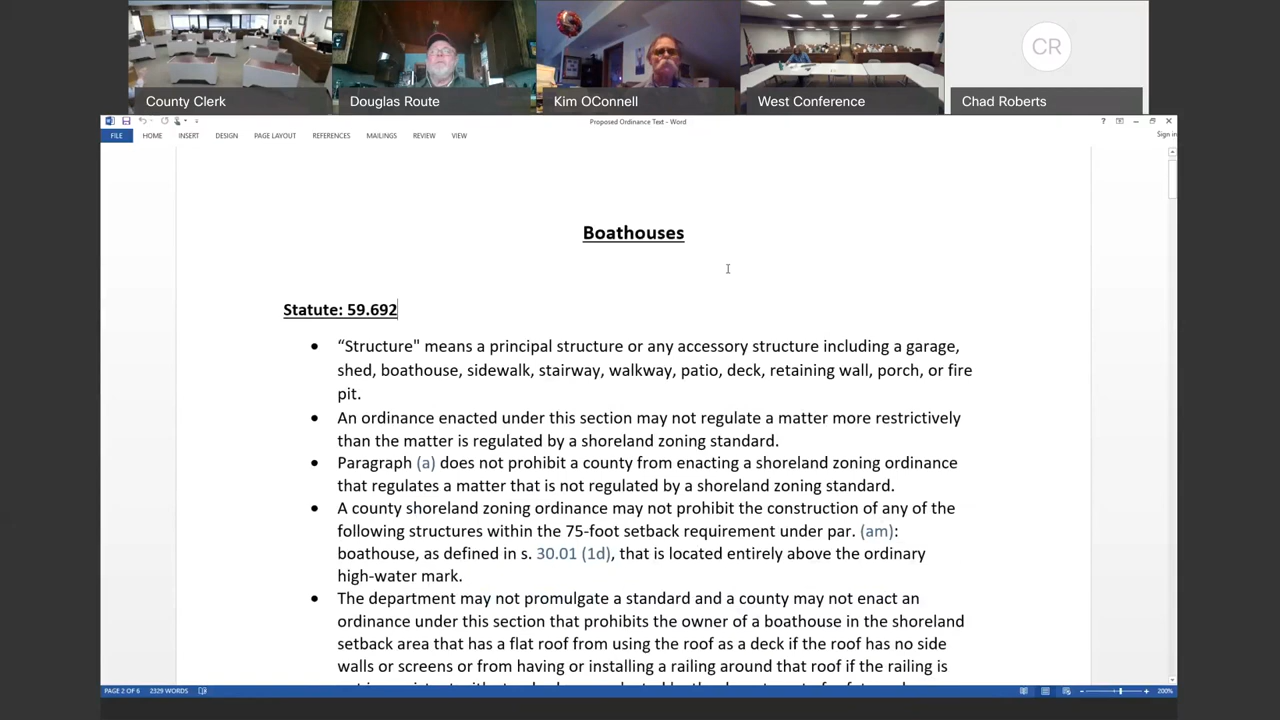 CR
County Clerk
Douglas Route
Kim OConnell
West Conference
Chad Roberts
Proposed Ordinance Text - Word
?
Sign in
FILE HOME INSERT DESIGN PAGE LAYOUT REFERENCES MAILINGS REVIEW VIEW
Boathouses
Statute: 59.692
• “Structure" means a principal structure or any accessory structure including a garage,
shed, boathouse, sidewalk, stairway, walkway, patio, deck, retaining wall, porch, or fire
pit.
• An ordinance enacted under this section may not regulate a matter more restrictively
than the matter is regulated by a shoreland zoning standard.
• Paragraph (a) does not prohibit a county from enacting a shoreland zoning ordinance
that regulates a matter that is not regulated by a shoreland zoning standard.
• A county shoreland zoning ordinance may not prohibit the construction of any of the
following structures within the 75-foot setback requirement under par. (am):
boathouse, as defined in s. 30.01 (1d), that is located entirely above the ordinary
high-water mark.
• The department may not promulgate a standard and a county may not enact an
ordinance under this section that prohibits the owner of a boathouse in the shoreland
setback area that has a flat roof from using the roof as a deck if the roof has no side
walls or screens or from having or installing a railing around that roof if the railing is
PAGE 2 OF 6 2329 WORDS
200%